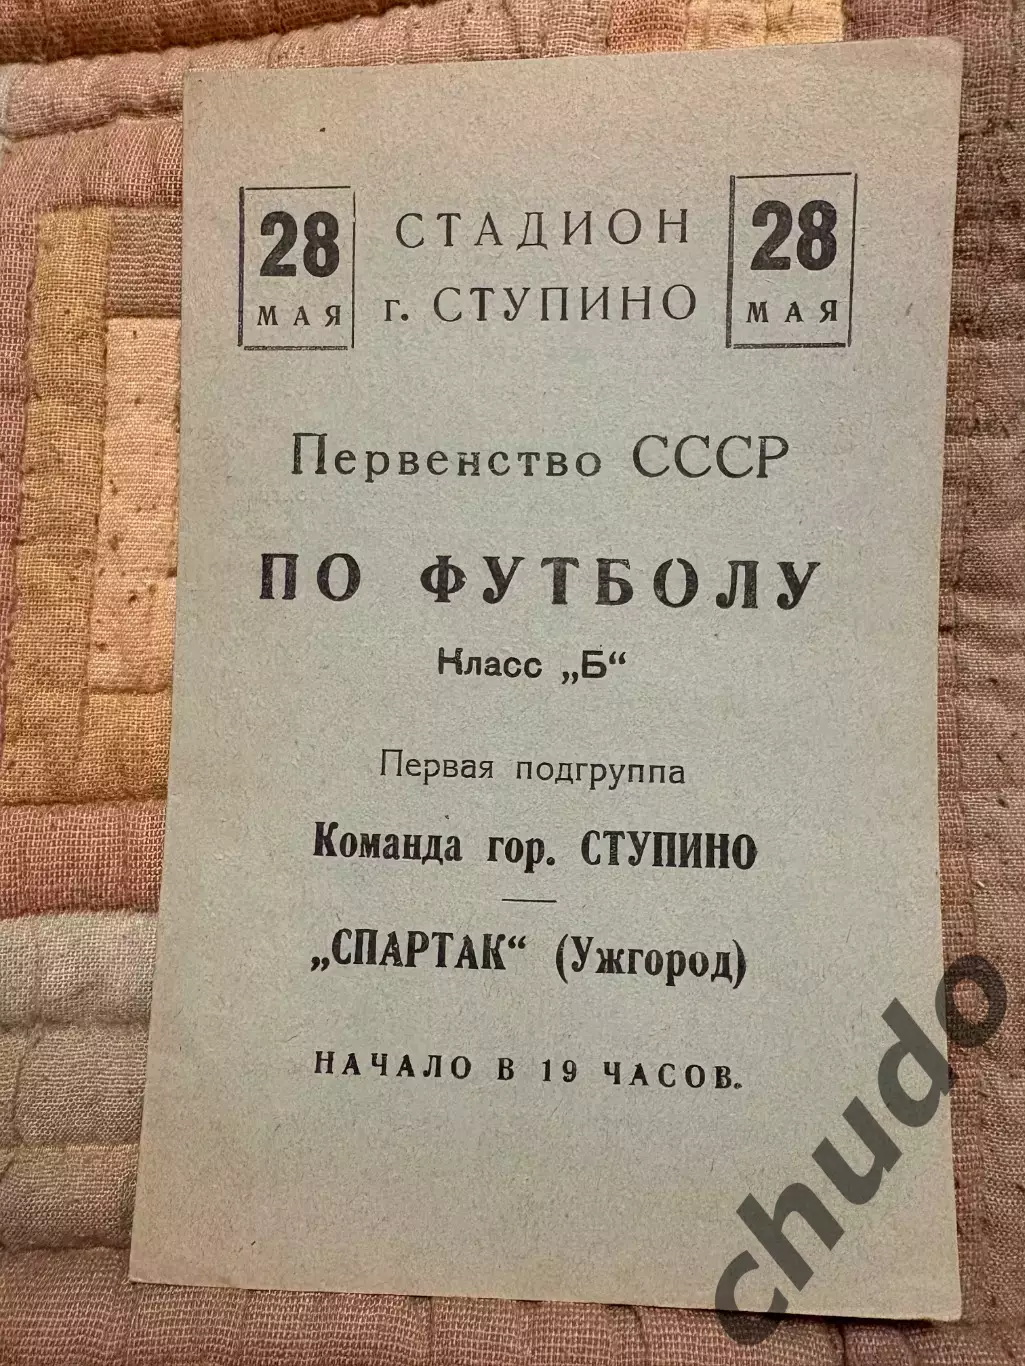 28
МАЯ
СТАДИОН
г. СТУПИНО
28
МАЯ
Первенство СССР
ПО ФУТБОЛУ
Класс „Б“
Первая подгруппа
Команда гор. СТУПИНО
—
„СПАРТАК“ (Ужгород)
НАЧАЛО В 19 ЧАСОВ.
chudo